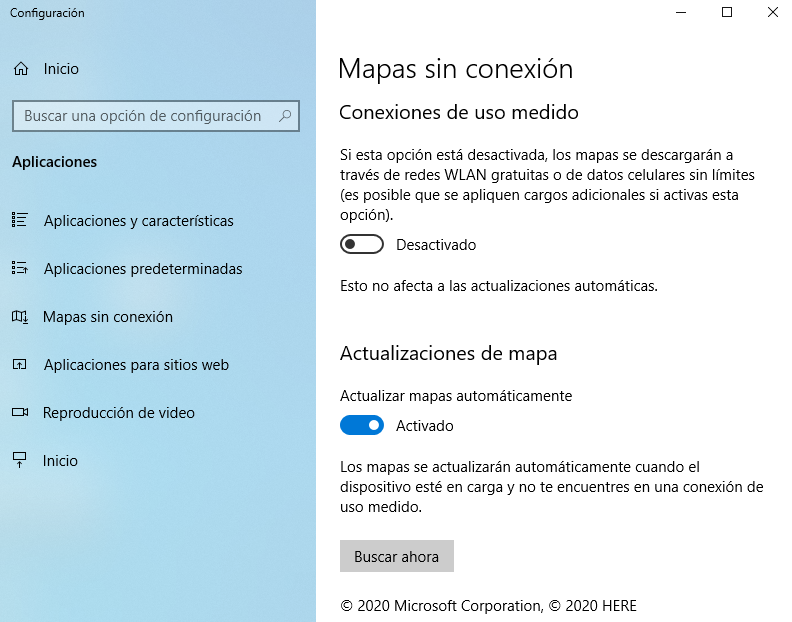 Configuración
Inicio
Buscar una opción de configuración
Aplicaciones
Aplicaciones y características
Aplicaciones predeterminadas
Mapas sin conexión
Aplicaciones para sitios web
Reproducción de video
Inicio
Mapas sin conexión
Conexiones de uso medido
Si esta opción está desactivada, los mapas se descargarán a
través de redes WLAN gratuitas o de datos celulares sin límites
(es posible que se apliquen cargos adicionales si activas esta
opción).
Desactivado
Esto no afecta a las actualizaciones automáticas.
Actualizaciones de mapa
Actualizar mapas automáticamente
Activado
Los mapas se actualizarán automáticamente cuando el
dispositivo esté en carga y no te encuentres en una conexión de
uso medido.
Buscar ahora
© 2020 Microsoft Corporation, © 2020 HERE